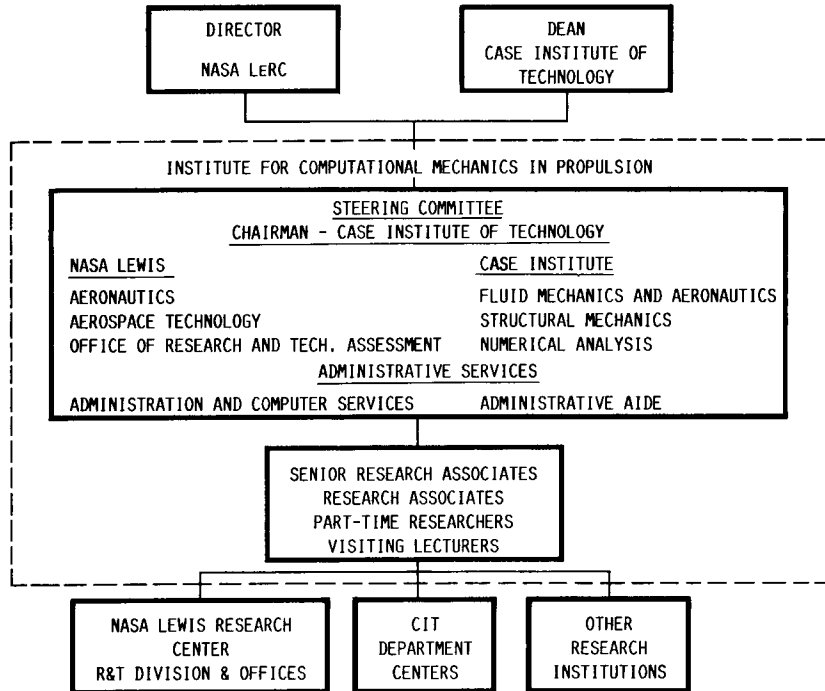 DIRECTOR
NASA LeRC
DEAN
CASE INSTITUTE OF
TECHNOLOGY
INSTITUTE FOR COMPUTATIONAL MECHANICS IN PROPULSION
STEERING COMMITTEE
CHAIRMAN - CASE INSTITUTE OF TECHNOLOGY
NASA LEWIS
AERONAUTICS
AEROSPACE TECHNOLOGY
OFFICE OF RESEARCH AND TECH. ASSESSMENT
CASE INSTITUTE
FLUID MECHANICS AND AERONAUTICS
STRUCTURAL MECHANICS
NUMERICAL ANALYSIS
ADMINISTRATIVE SERVICES
ADMINISTRATION AND COMPUTER SERVICES
ADMINISTRATIVE AIDE
SENIOR RESEARCH ASSOCIATES
RESEARCH ASSOCIATES
PART-TIME RESEARCHERS
VISITING LECTURERS
NASA LEWIS RESEARCH
CENTER
R&T DIVISION & OFFICES
CIT
DEPARTMENT
CENTERS
OTHER
RESEARCH
INSTITUTIONS